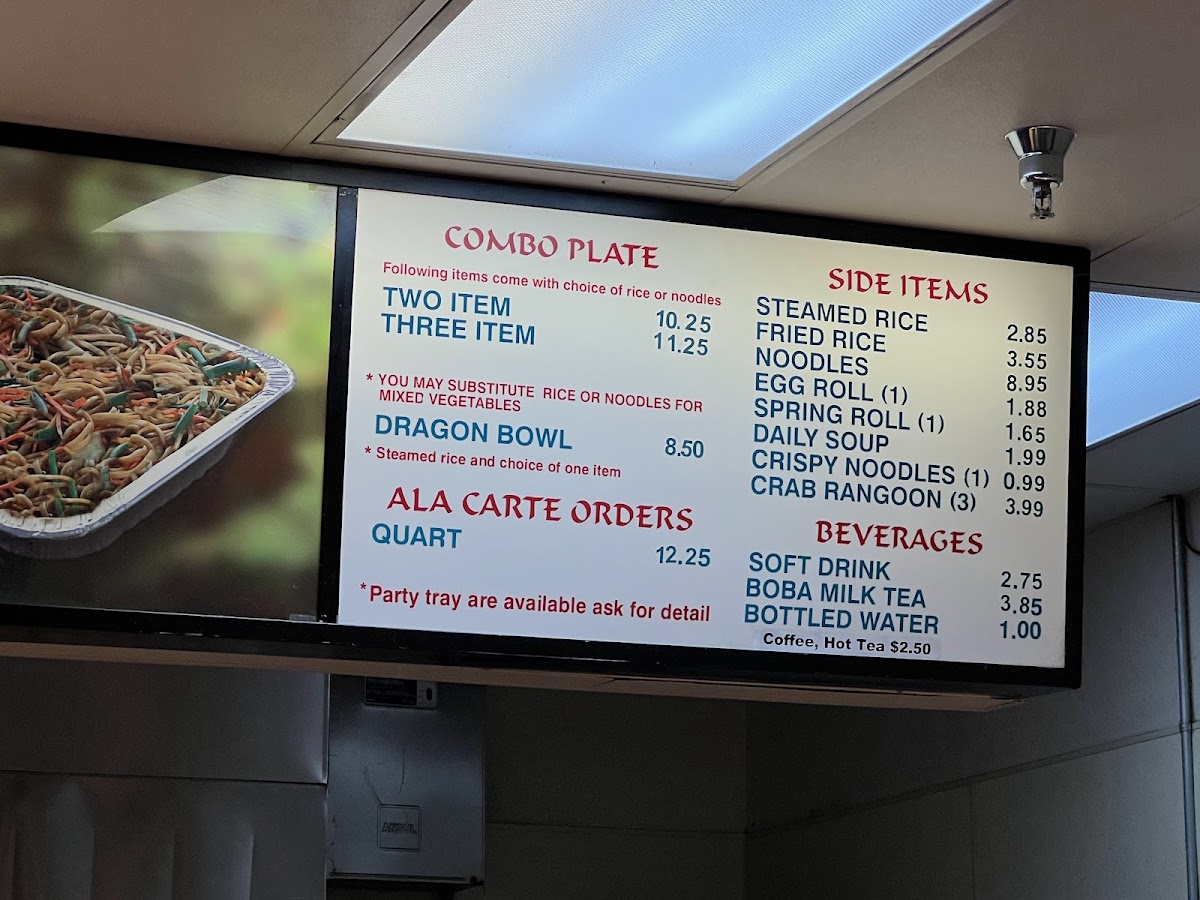 COMBO PLATE
Following items come with choice of rice or noodles
TWO ITEM 10.25
THREE ITEM 11.25
* YOU MAY SUBSTITUTE RICE OR NOODLES FOR
MIXED VEGETABLES
DRAGON BOWL 8.50
* Steamed rice and choice of one item
ALA CARTE ORDERS
QUART 12.25
*Party tray are available ask for detail
SIDE ITEMS
STEAMED RICE 2.85
FRIED RICE 3.55
NOODLES 8.95
EGG ROLL (1) 1.88
SPRING ROLL (1) 1.65
DAILY SOUP 1.99
CRISPY NOODLES (1) 0.99
CRAB RANGOON (3) 3.99
BEVERAGES
SOFT DRINK 2.75
BOBA MILK TEA 3.85
BOTTLED WATER 1.00
Coffee, Hot Tea $2.50
ANSUL